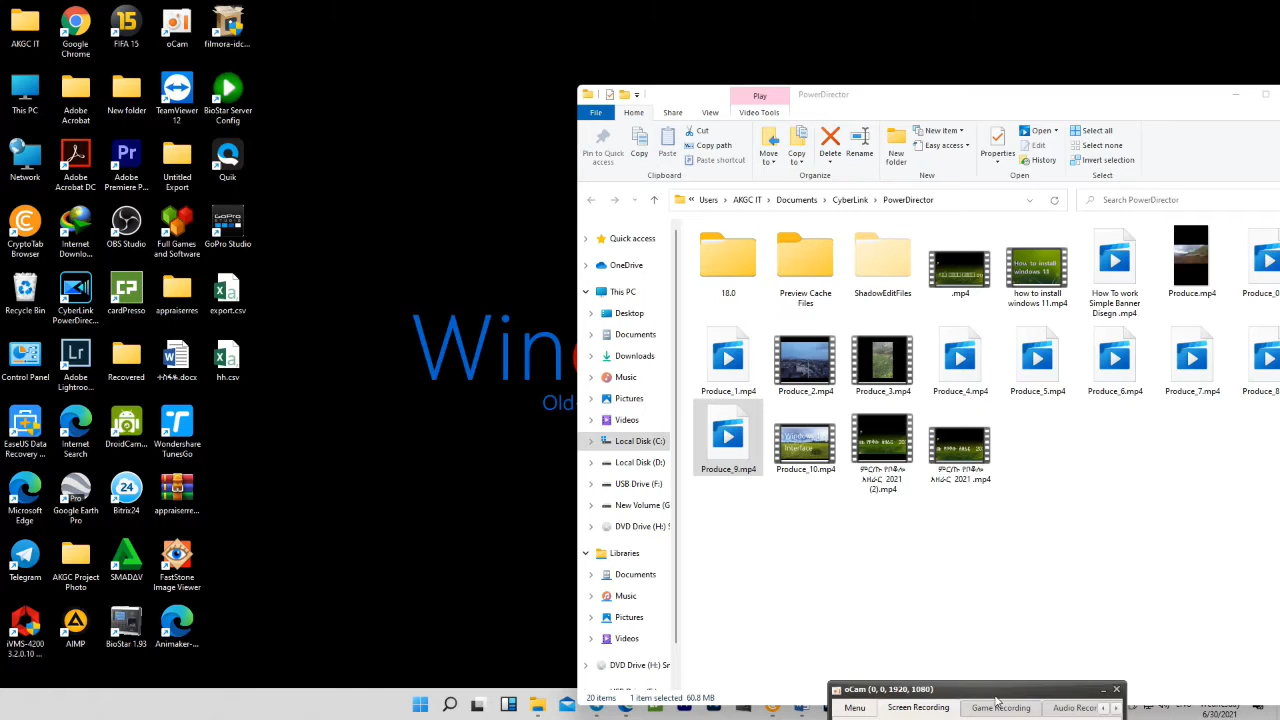 AKGC IT
Google Chrome
FIFA 15
oCam
filmora-idc...
This PC
Adobe Acrobat
New folder
TeamViewer 12
BioStar Server Config
Network
Adobe Acrobat DC
Adobe Premiere P...
Untitled Export
Quik
CryptoTab Browser
Internet Downlo...
OBS Studio
Full Games and Software
GoPro Studio
Recycle Bin
CyberLink PowerDirec...
cardPresso
appraiserres
export.csv
Control Panel
Adobe Lightroo...
Recovered
hh.csv
EaseUS Data Recovery ...
Internet Search
DroidCam...
Wondershare TunesGo
Microsoft Edge
Google Earth Pro
Bitrix24
appraiserre...
Telegram
AKGC Project Photo
SMADΔV
FastStone Image Viewer
iVMS-4200 3.2.0.10 ...
AIMP
BioStar 1.93
Animaker-...
Win
Old-
Play
PowerDirector
File
Home
Share
View
Video Tools
Pin to Quick access
Copy
Paste
Cut
Copy path
Paste shortcut
Clipboard
Move to
Copy to
Delete
Rename
Organize
New folder
New item
Easy access
New
Properties
Open
Edit
History
Open
Select all
Select none
Invert selection
Select
Users
AKGC IT
Documents
CyberLink
PowerDirector
Search PowerDirector
Quick access
OneDrive
This PC
Desktop
Documents
Downloads
Music
Pictures
Videos
Local Disk (C:)
Local Disk (D:)
USB Drive (F:)
New Volume (G
DVD Drive (H:) S
Libraries
Documents
Music
Pictures
Videos
DVD Drive (H:) Sr
18.0
Preview Cache Files
ShadowEditFiles
.mp4
How to install windows 11
how to install windows 11.mp4
How To work Simple Banner Disegn .mp4
Produce.mp4
Produce_0
Produce_1.mp4
Produce_2.mp4
Produce_3.mp4
Produce_4.mp4
Produce_5.mp4
Produce_6.mp4
Produce_7.mp4
Produce_8
Produce_9.mp4
Produce_10.mp4
2021 (2).mp4
2021 .mp4
20 items
1 item selected 60.8 MB
oCam (0, 0, 1920, 1080)
Menu
Screen Recording
Game Recording
Audio Recor
Wednesday
6/30/2021